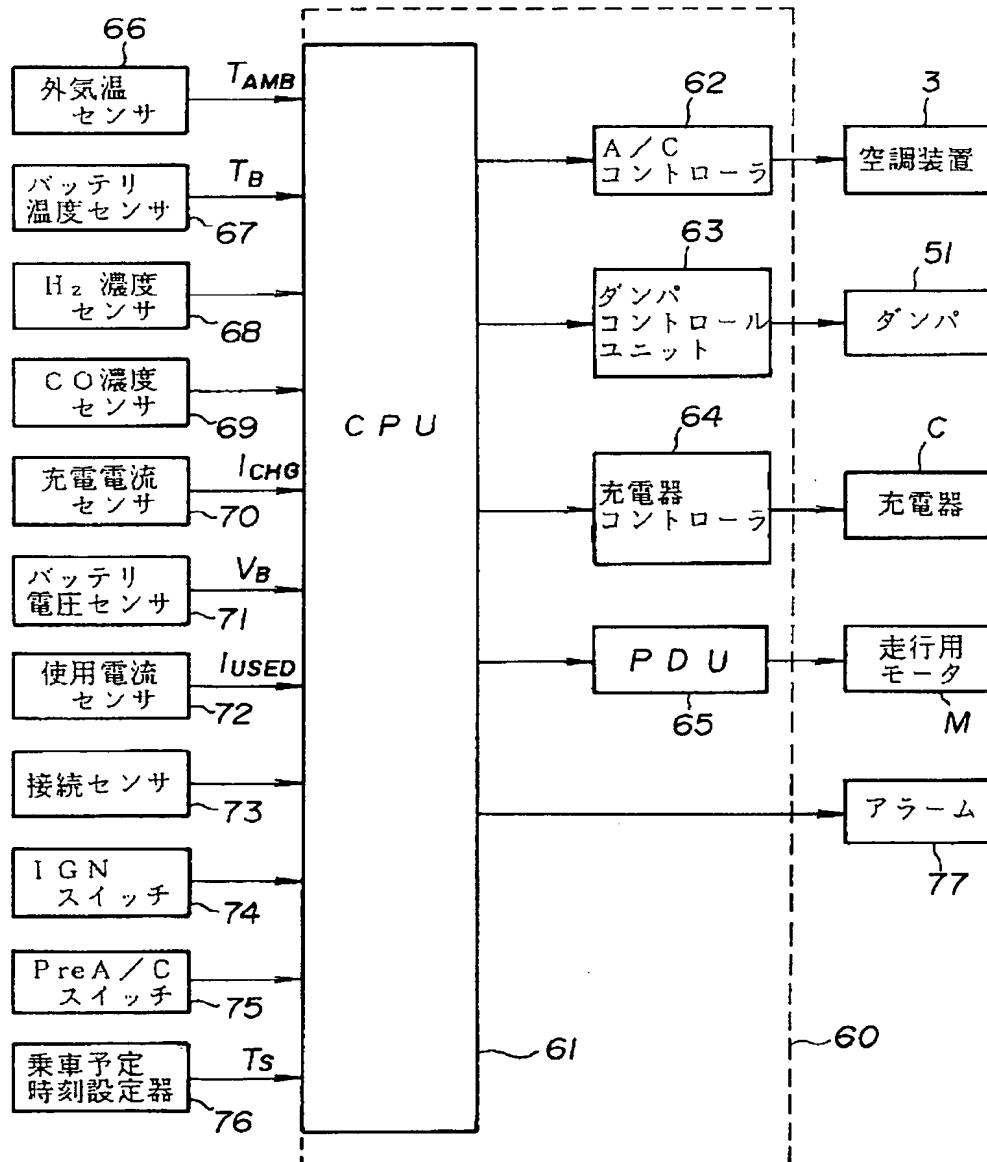 66
外気温
センサ
TAMB
バッテリ
温度センサ
TB
67
H₂ 濃度
センサ
68
CO濃度
センサ
69
充電電流
センサ
ICHG
70
バッテリ
電圧センサ
VB
71
使用電流
センサ
IUSED
72
接続センサ
73
IGN
スイッチ
74
PreA/C
スイッチ
75
乗車予定
時刻設定器
TS
76
CPU
61
60
62
A/C
コントローラ
3
空調装置
63
ダンパ
コントロール
ユニット
51
ダンパ
64
充電器
コントローラ
C
充電器
PDU
65
走行用
モータ
M
アラーム
77